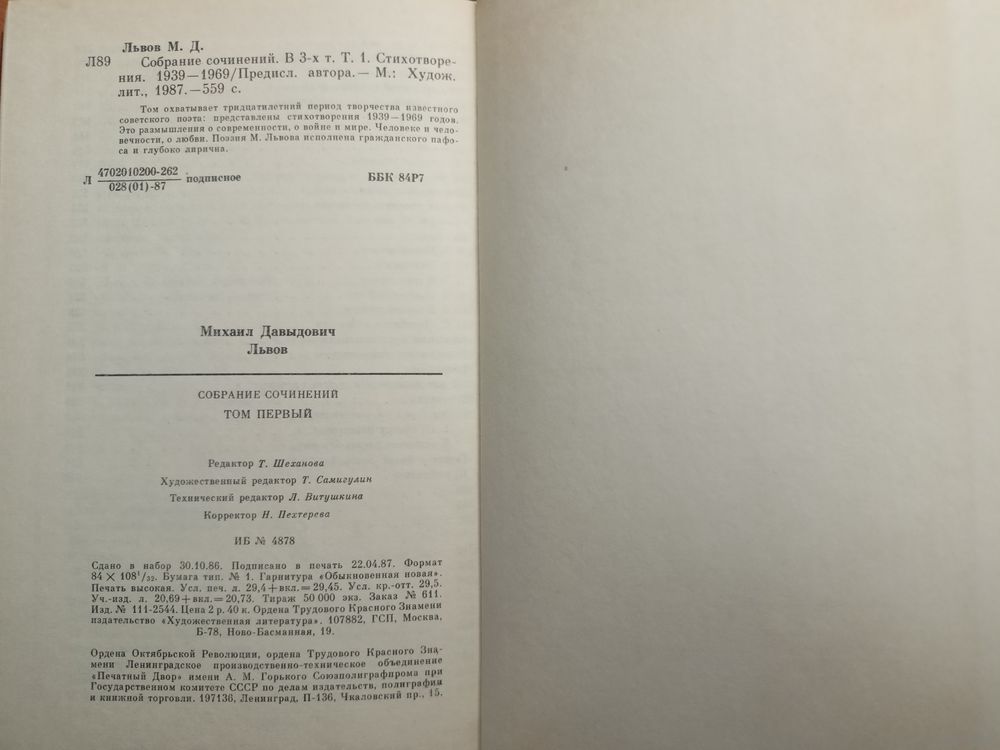 Львов М. Д.
Л89 Собрание сочинений. В 3-х т. Т. 1. Стихотворе-
ния. 1939—1969/Предисл. автора.— М.: Худож.
лит., 1987.—559 с.
Том охватывает тридцатилетний период творчества известного
советского поэта: представлены стихотворения 1939—1969 годов.
Это размышления о современности, о войне и мире. Человеке и чело-
вечности, о любви. Поэзия М. Львова исполнена гражданского пафо-
са и глубоко лирична.
Л 4702010200-262
028(01)-87 подписное ББК 84Р7
Михаил Давыдович
Львов
СОБРАНИЕ СОЧИНЕНИЙ
ТОМ ПЕРВЫЙ
Редактор Т. Шеханова
Художественный редактор Т. Самигулин
Технический редактор Л. Витушкина
Корректор Н. Пехтерева
ИБ № 4878
Сдано в набор 30.10.86. Подписано в печать 22.04.87. Формат
84×108¹/₃₂. Бумага тип. № 1. Гарнитура «Обыкновенная новая».
Печать высокая. Усл. печ. л. 29,4+вкл.=29,45. Усл. кр.-отт. 29,5.
Уч.-изд. л. 20,69+вкл.=20,73. Тираж 50 000 экз. Заказ № 611.
Изд. № 111-2544. Цена 2 р. 40 к. Ордена Трудового Красного Знамени
издательство «Художественная литература». 107882, ГСП, Москва,
Б-78, Ново-Басманная, 19.
Ордена Октябрьской Революции, ордена Трудового Красного Зна-
мени Ленинградское производственно-техническое объединение
«Печатный Двор» имени А. М. Горького Союзполиграфпрома при
Государственном комитете СССР по делам издательств, полиграфии
и книжной торговли. 197136, Ленинград, П-136, Чкаловский пр., 15.